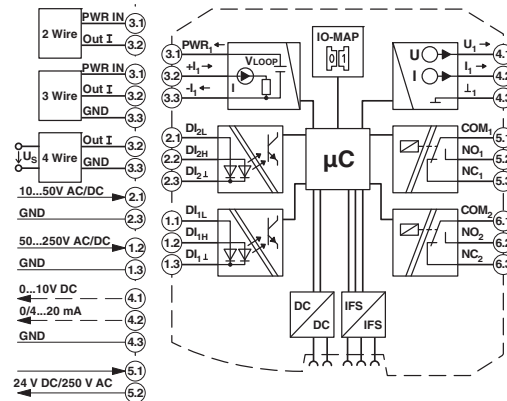 2 Wire
PWR IN 3.1
Out I 3.2
3 Wire
PWR IN 3.1
Out I 3.2
GND 3.3
US 4 Wire
Out I 3.2
GND 3.3
10...50V AC/DC 2.1
GND 2.3
50...250V AC/DC 1.2
GND 1.3
0...10V DC 4.1
0/4...20 mA 4.2
GND 4.3
5.1
24 V DC/250 V AC 5.2
3.1 PWR1
3.2 +I1
3.3 -I1
VLOOP
I
IO-MAP
0 1
U
I
U1 4.1
I1 4.2
⊥1 4.3
2.1 DI2L
2.2 DI2H
2.3 DI2⊥
µC
COM1 5.1
NO1 5.2
NC1 5.3
1.1 DI1L
1.2 DI1H
1.3 DI1⊥
COM2 6.1
NO2 6.2
NC2 6.3
DC
DC
IFS
IFS